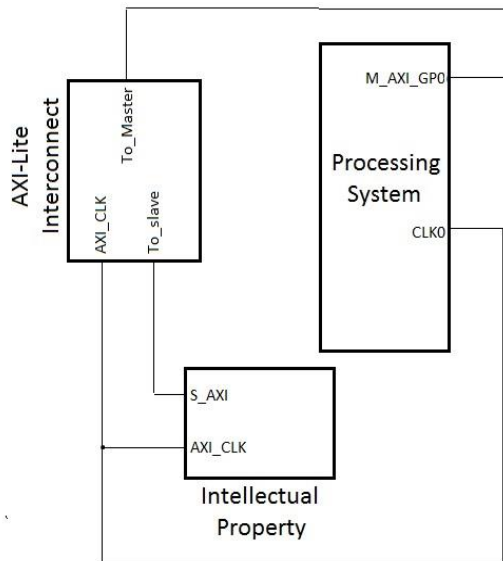 AXI-Lite
Interconnect
To_Master
AXI_CLK
To_slave
M_AXI_GP0
Processing
System
CLK0
S_AXI
AXI_CLK
Intellectual
Property